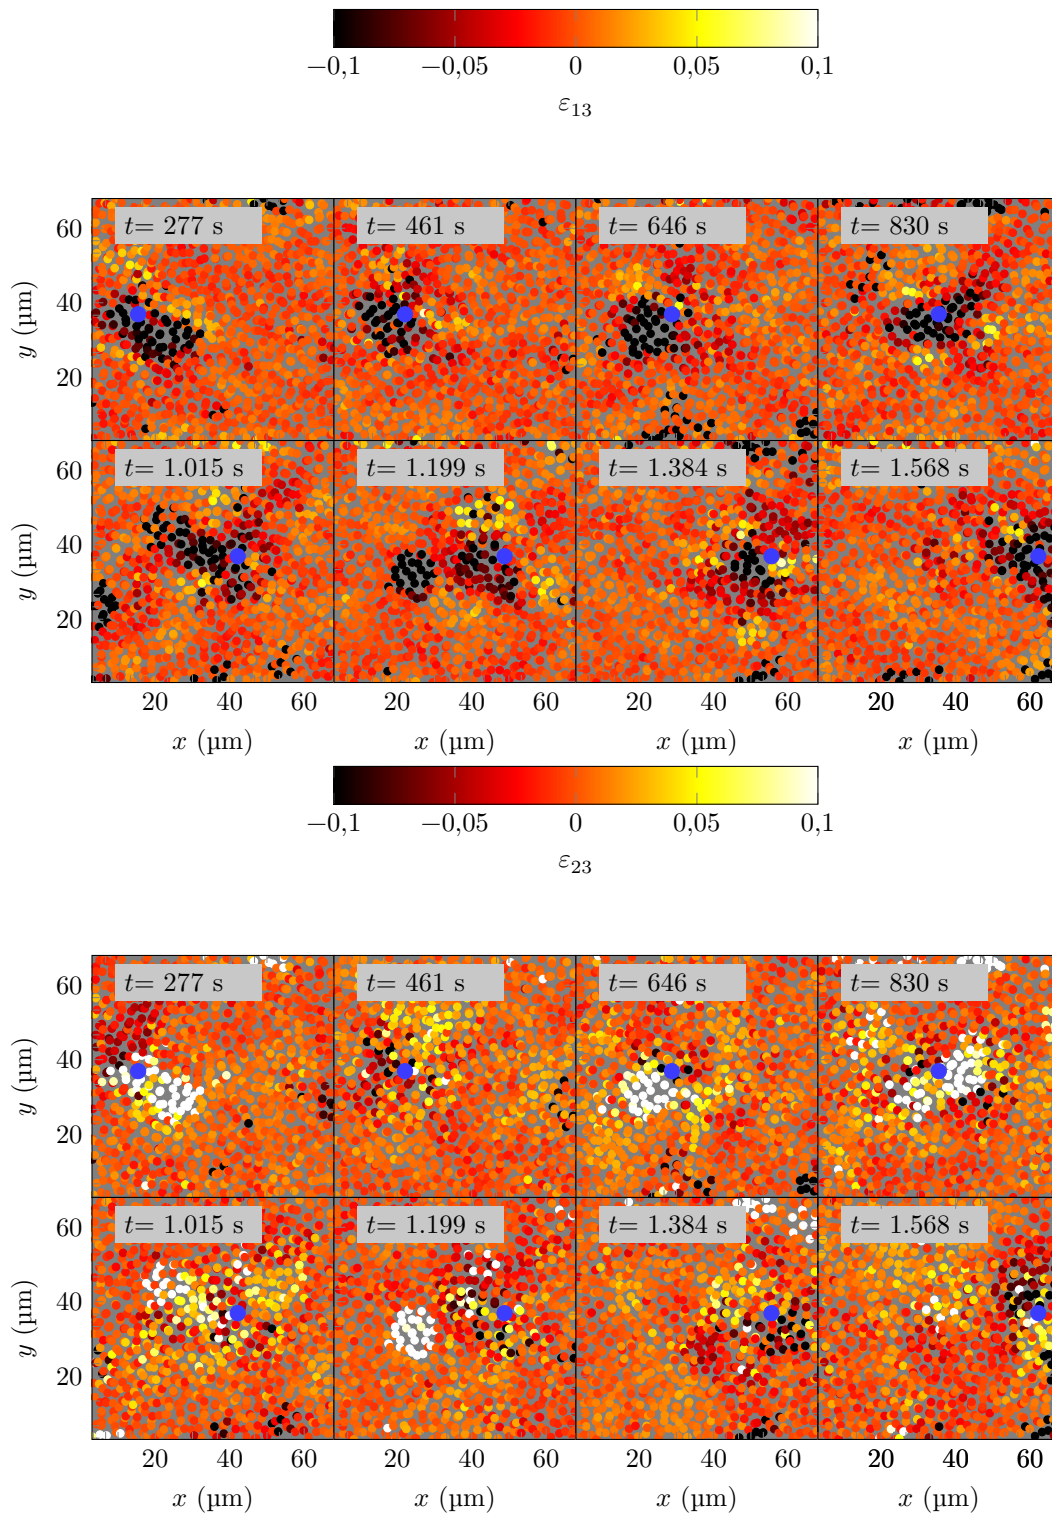 −0,1 −0,05 0 0,05 0,1
ε13
t= 277 s t= 461 s t= 646 s t= 830 s
60
40
20
y (µm)
t= 1.015 s t= 1.199 s t= 1.384 s t= 1.568 s
60
40
20
y (µm)
20 40 60 20 40 60 20 40 60 20 40 60
x (µm) x (µm) x (µm) x (µm)
−0,1 −0,05 0 0,05 0,1
ε23
t= 277 s t= 461 s t= 646 s t= 830 s
60
40
20
y (µm)
t= 1.015 s t= 1.199 s t= 1.384 s t= 1.568 s
60
40
20
y (µm)
20 40 60 20 40 60 20 40 60 20 40 60
x (µm) x (µm) x (µm) x (µm)